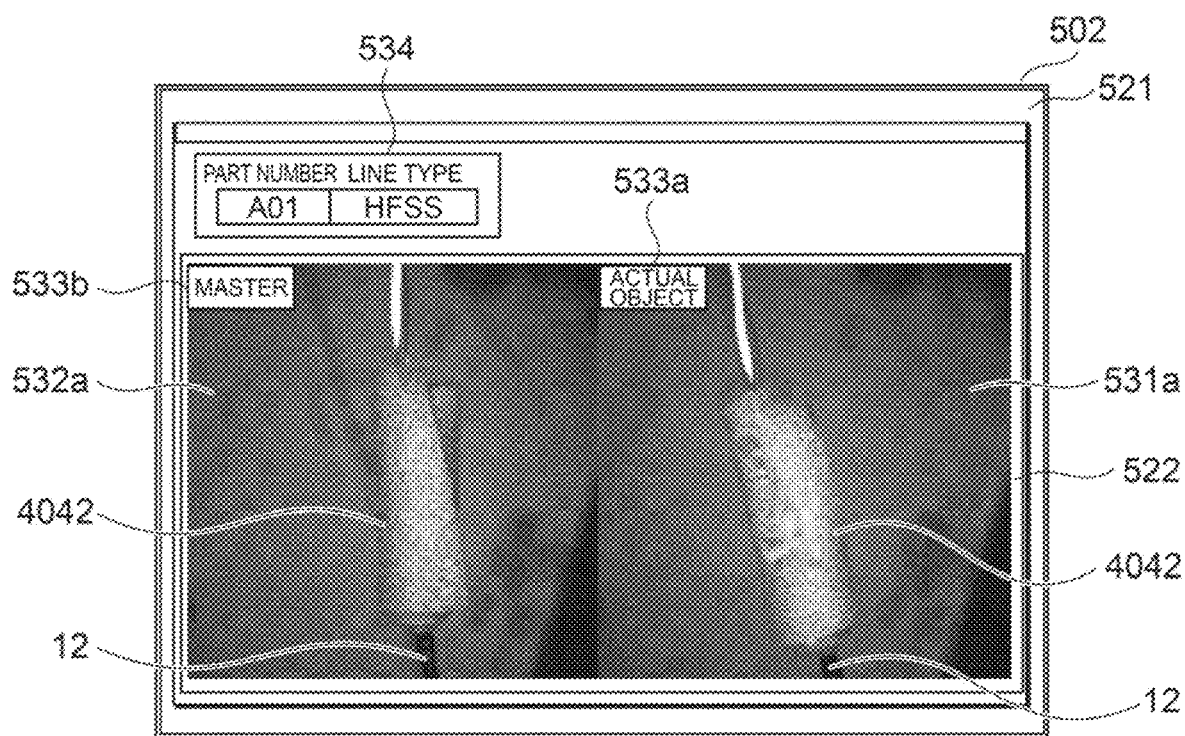 502
534
521
PART NUMBER LINE TYPE
A01 HFSS
533a
533b
MASTER
ACTUAL
OBJECT
532a
531a
522
4042
4042
12
12